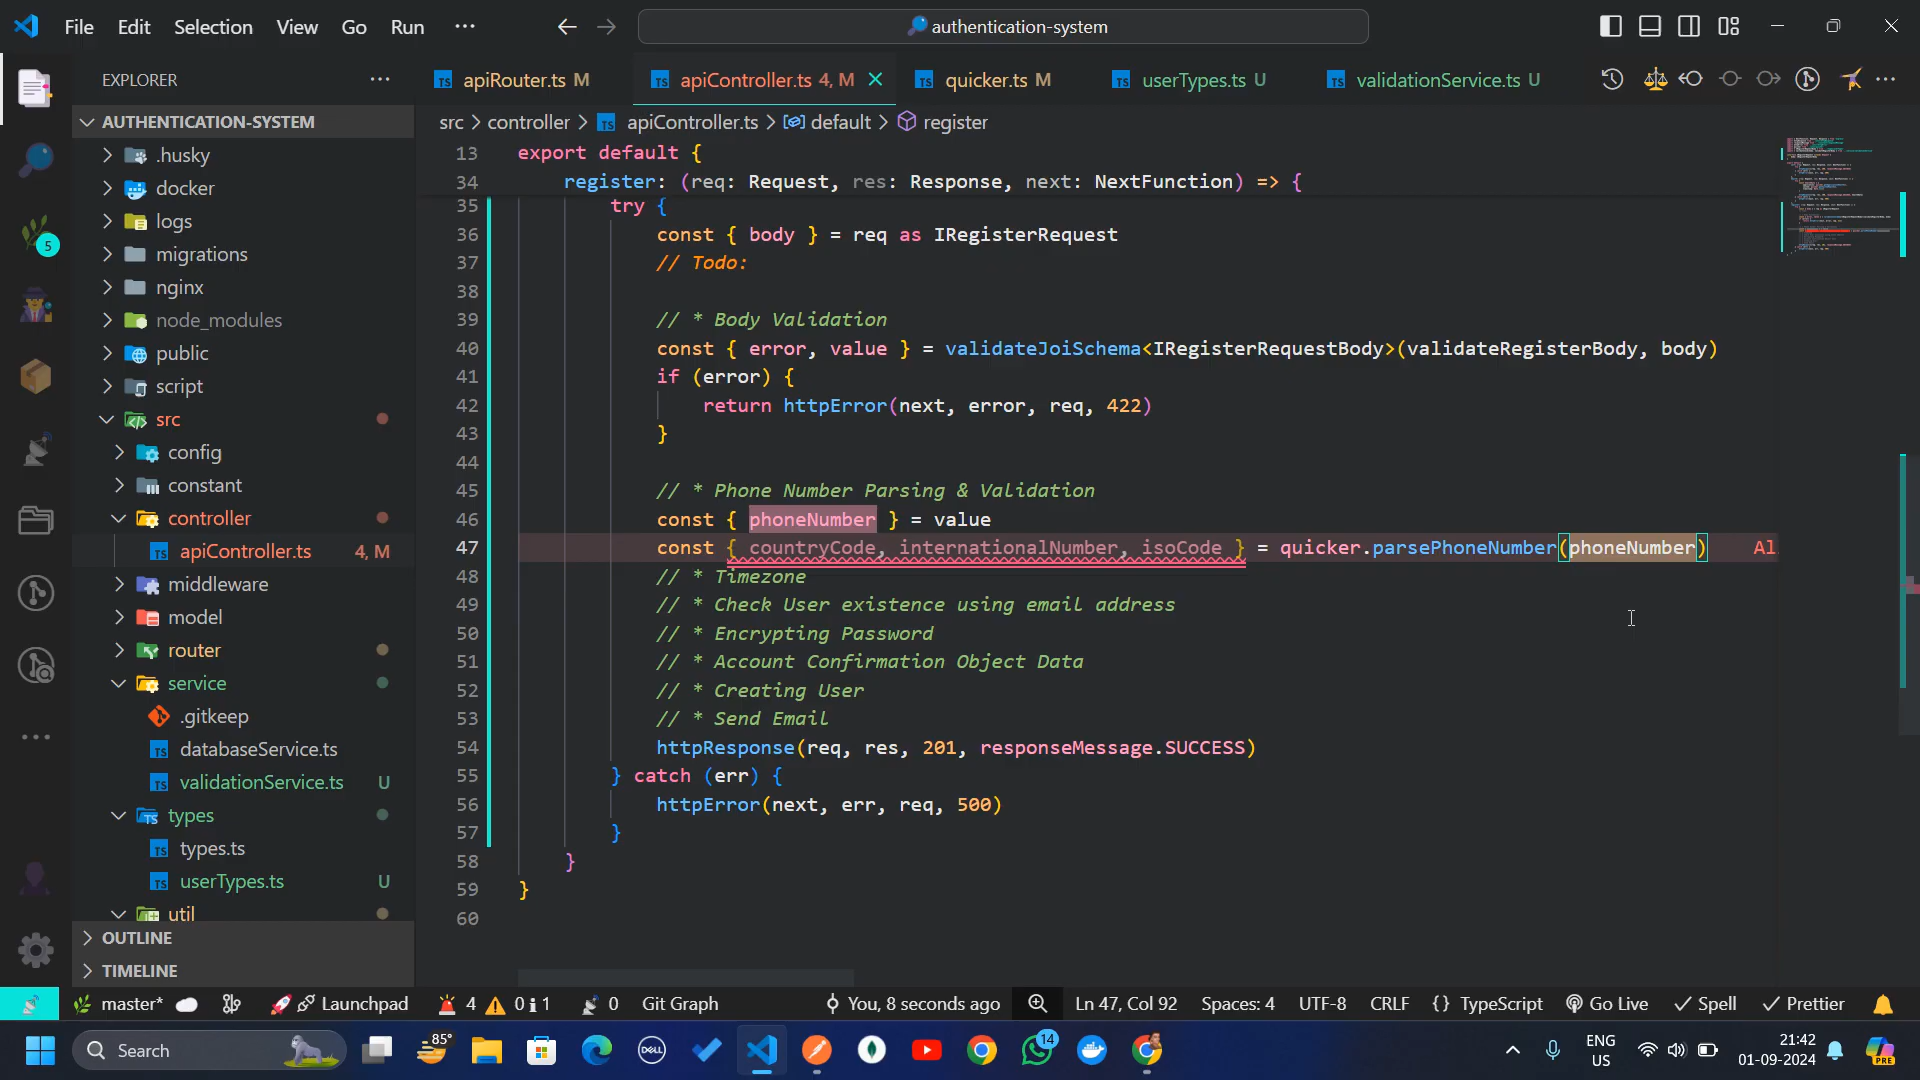 File Edit Selection View Go Run ··· authentication-system
EXPLORER ···
apiRouter.ts M apiController.ts 4, M quicker.ts M userTypes.ts U validationService.ts U
AUTHENTICATION-SYSTEM
src > controller > TS apiController.ts > default > register
.husky
docker
logs
migrations
nginx
node_modules
public
script
src
config
constant
controller
TS apiController.ts 4, M
middleware
model
router
service
.gitkeep
TS databaseService.ts
TS validationService.ts U
types
TS types.ts
TS userTypes.ts U
util
OUTLINE
TIMELINE
5
13 export default {
34 register: (req: Request, res: Response, next: NextFunction) => {
35 try {
36 const { body } = req as IRegisterRequest
37 // Todo:
38
39 // * Body Validation
40 const { error, value } = validateJoiSchema<IRegisterRequestBody>(validateRegisterBody, body)
41 if (error) {
42 return httpError(next, error, req, 422)
43 }
44
45 // * Phone Number Parsing & Validation
46 const { phoneNumber } = value
47 const { countryCode, internationalNumber, isoCode } = quicker.parsePhoneNumber(phoneNumber) Al
48 // * Timezone
49 // * Check User existence using email address
50 // * Encrypting Password
51 // * Account Confirmation Object Data
52 // * Creating User
53 // * Send Email
54 httpResponse(req, res, 201, responseMessage.SUCCESS)
55 } catch (err) {
56 httpError(next, err, req, 500)
57 }
58 }
59 }
60
master* Launchpad 4 0 1 0 Git Graph You, 8 seconds ago Ln 47, Col 92 Spaces: 4 UTF-8 CRLF {} TypeScript Go Live Spell Prettier
Search 85° DELL 14 ENG 21:42
US 01-09-2024 PRE